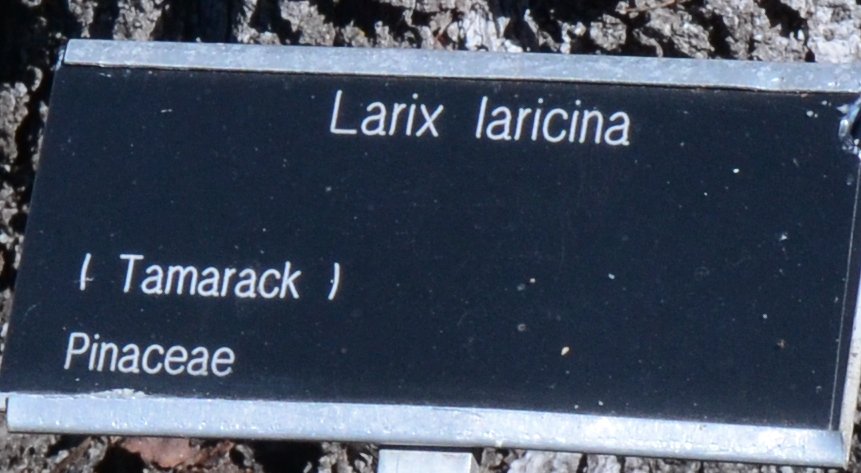 Larix laricina
( Tamarack )
Pinaceae